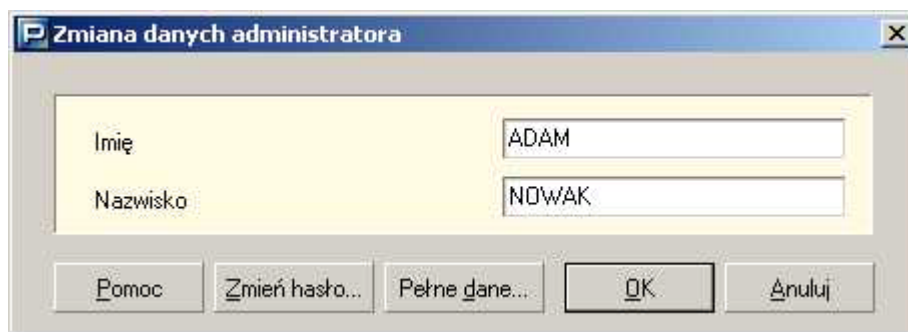 Zmiana danych administratora
Imię ADAM
Nazwisko NOWAK
Pomoc Zmień hasło... Pełne dane... OK Anuluj